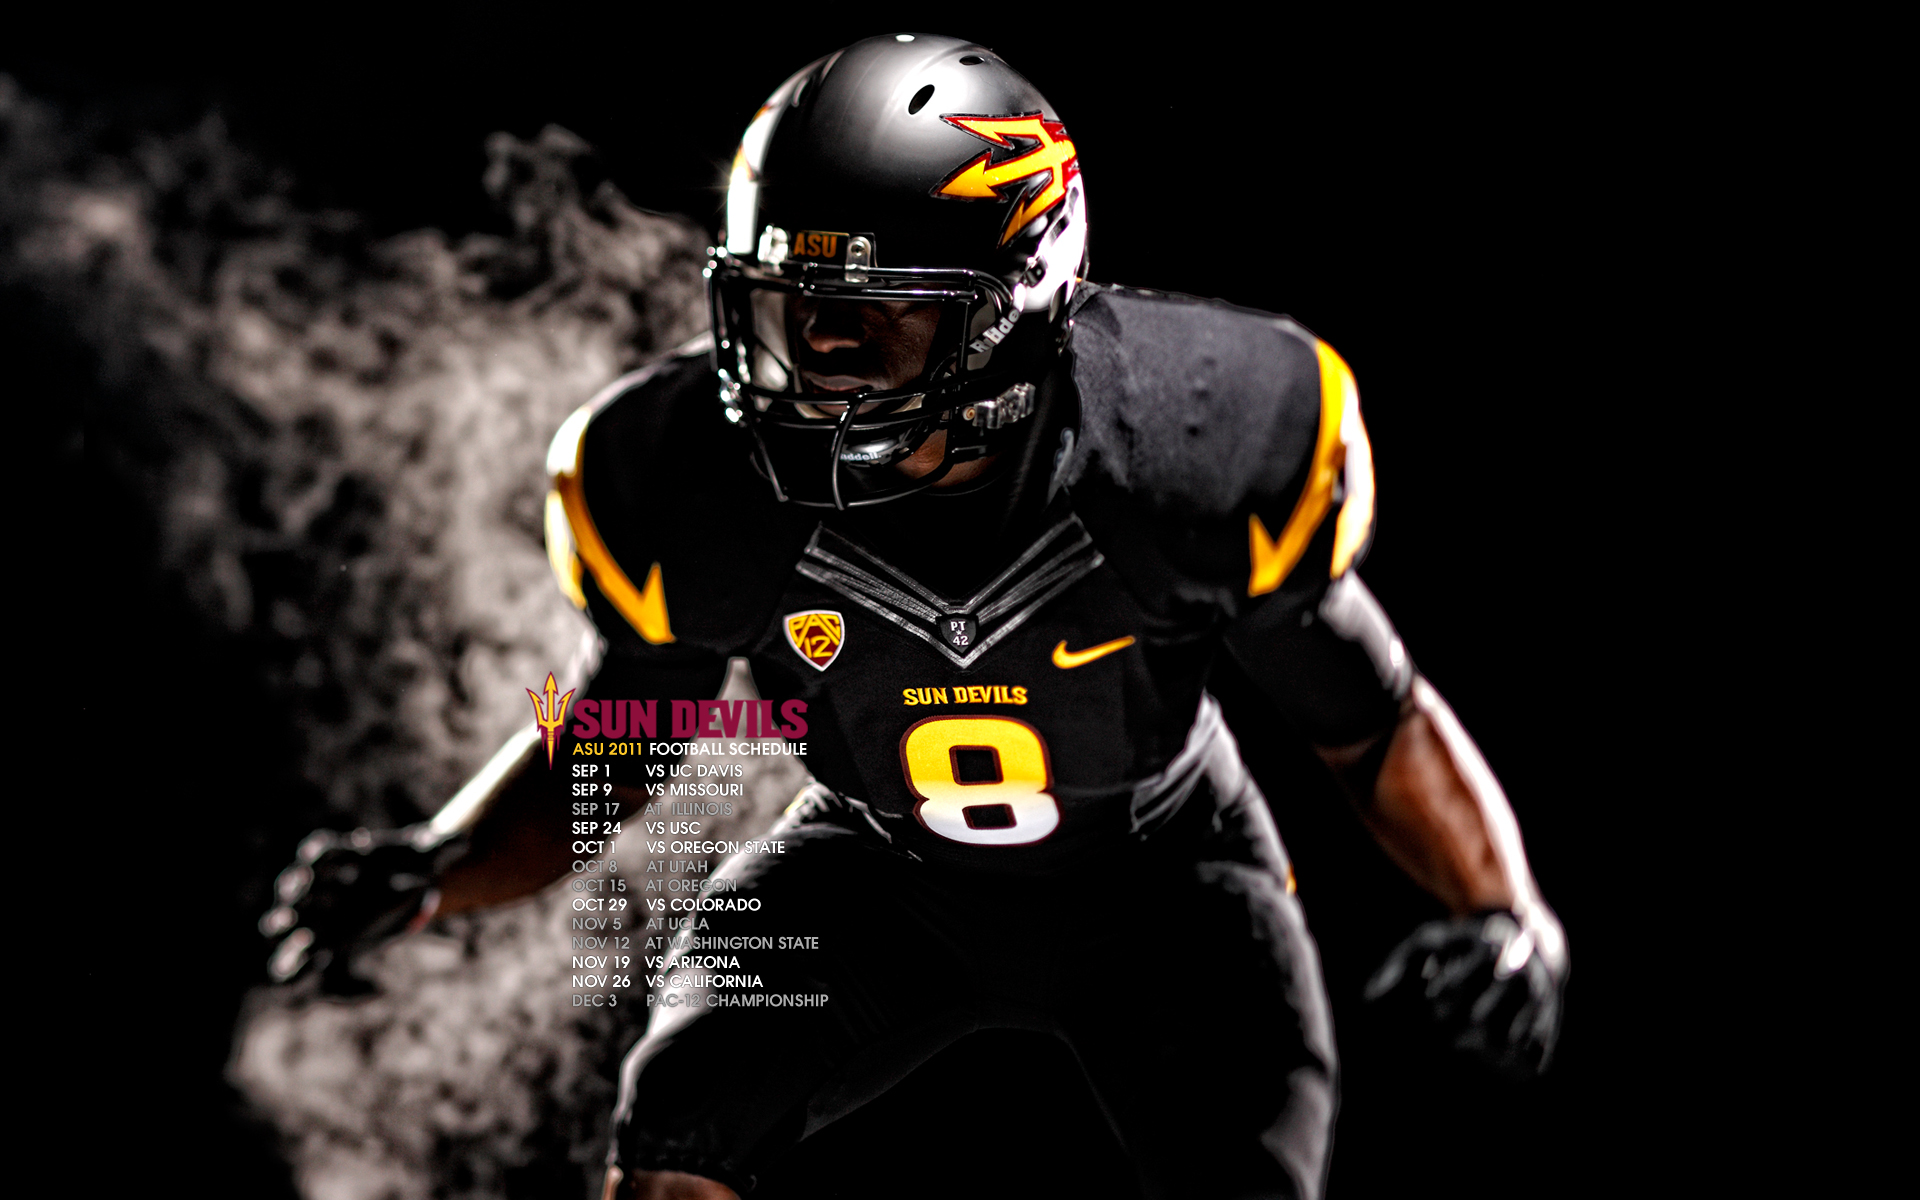 ASU
Riddell
PT
42
PAC
12
SUN DEVILS
8
SUN DEVILS
ASU 2011 FOOTBALL SCHEDULE
SEP 1 VS UC DAVIS
SEP 9 VS MISSOURI
SEP 17 AT ILLINOIS
SEP 24 VS USC
OCT 1 VS OREGON STATE
OCT 8 AT UTAH
OCT 15 AT OREGON
OCT 29 VS COLORADO
NOV 5 AT UCLA
NOV 12 AT WASHINGTON STATE
NOV 19 VS ARIZONA
NOV 26 VS CALIFORNIA
DEC 3 PAC-12 CHAMPIONSHIP